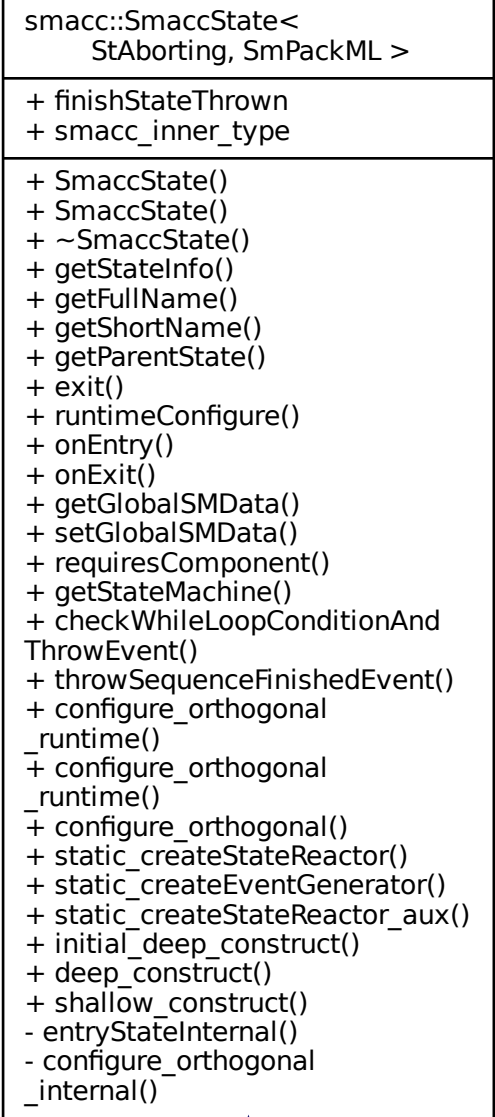 smacc::SmaccState<
StAborting, SmPackML >
+ finishStateThrown
+ smacc_inner_type
+ SmaccState()
+ SmaccState()
+ ~SmaccState()
+ getStateInfo()
+ getFullName()
+ getShortName()
+ getParentState()
+ exit()
+ runtimeConfigure()
+ onEntry()
+ onExit()
+ getGlobalSMData()
+ setGlobalSMData()
+ requiresComponent()
+ getStateMachine()
+ checkWhileLoopConditionAnd
ThrowEvent()
+ throwSequenceFinishedEvent()
+ configure_orthogonal
_runtime()
+ configure_orthogonal
_runtime()
+ configure_orthogonal()
+ static_createStateReactor()
+ static_createEventGenerator()
+ static_createStateReactor_aux()
+ initial_deep_construct()
+ deep_construct()
+ shallow_construct()
- entryStateInternal()
- configure_orthogonal
_internal()